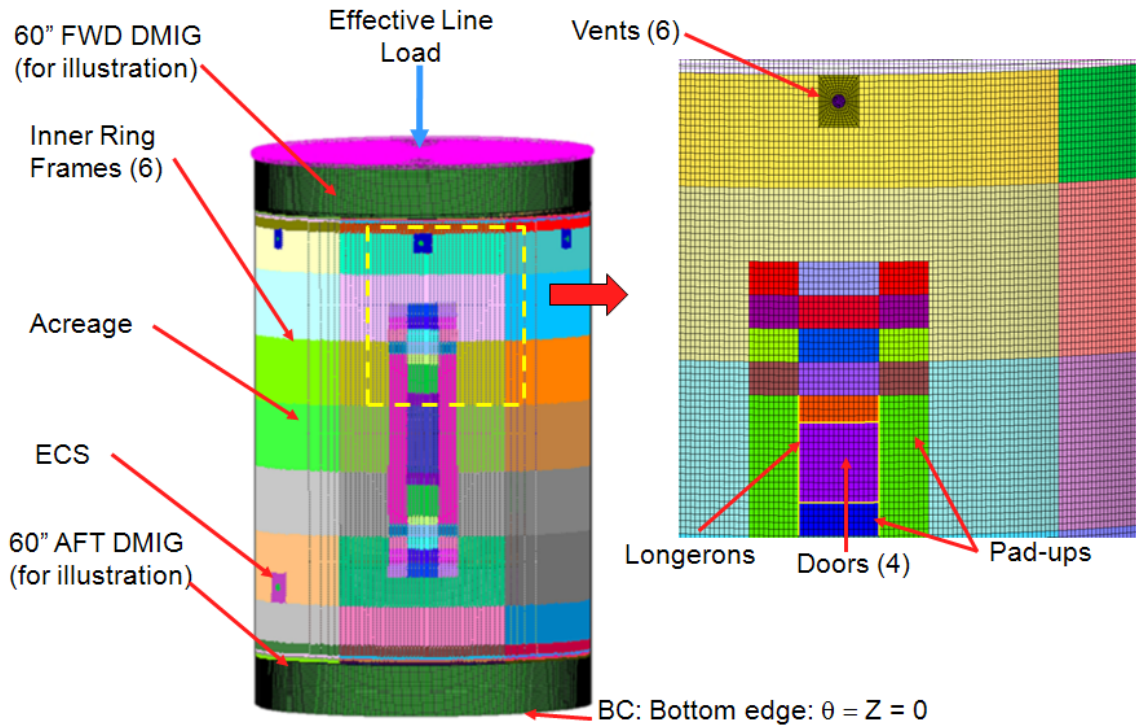 60” FWD DMIG
(for illustration)
Effective Line
Load
Vents (6)
Inner Ring
Frames (6)
Acreage
ECS
60” AFT DMIG
(for illustration)
Longerons
Doors (4)
Pad-ups
BC: Bottom edge: θ = Z = 0